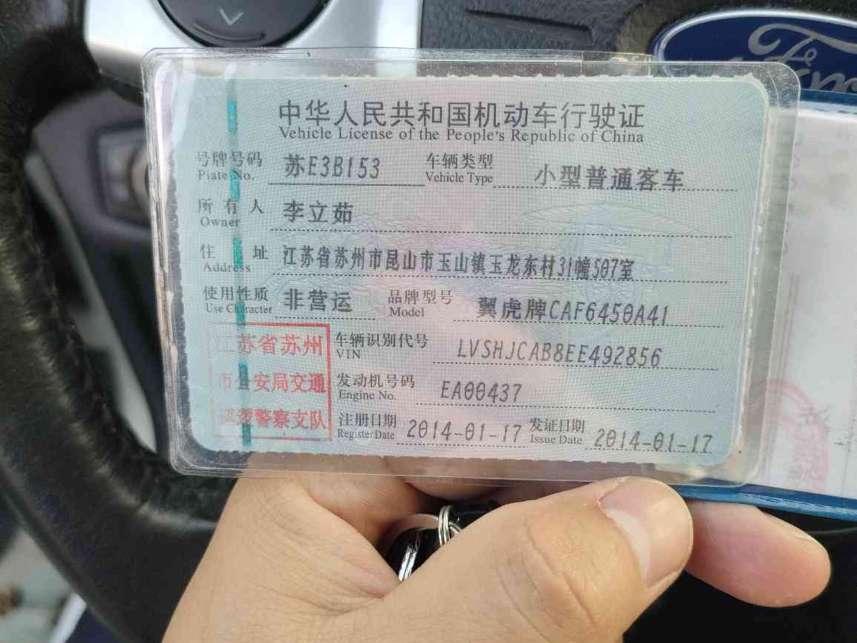 Ford
中华人民共和国机动车行驶证
Vehicle License of the People's Republic of China
号牌号码 苏E3B153 车辆类型 小型普通客车
Plate No. Vehicle Type
所有人 李立茹
Owner
住址 江苏省苏州市昆山市玉山镇玉龙东村31幢507室
Address
使用性质 非营运 品牌型号 翼虎牌CAF6450A41
Use Character Model
江苏省苏州 车辆识别代号 LVSHJCAB8EE492856
VIN
市公安局交通 发动机号码 EA00437
Engine No.
警察支队 注册日期 2014-01-17 发证日期 2014-01-17
Register Date Issue Date